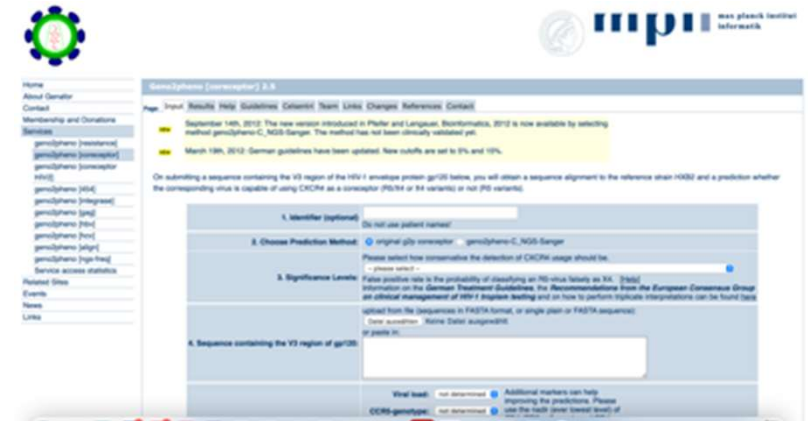 max planck institut
informatik
mpi
Home
About Genafor
Contact
Membership and Donations
Services
geno2pheno [resistance]
geno2pheno [coreceptor]
geno2pheno [coreceptor
HIV2]
geno2pheno [454]
geno2pheno [integrase]
geno2pheno [gag]
geno2pheno [hbv]
geno2pheno [hcv]
geno2pheno [align]
geno2pheno [ngs-freq]
Service access statistics
Related Sites
Events
News
Links
Geno2pheno [coreceptor] 2.5
Page: Input Results Help Guidelines Celsentri Team Links Changes References Contact
September 14th, 2012: The new version introduced in Pfeifer and Lengauer, Bioinformatics, 2012 is now available by selecting
method geno2pheno-C_NGS-Sanger. The method has not been clinically validated yet.
March 19th, 2012: German guidelines have been updated. New cutoffs are set to 5% and 15%.
On submitting a sequence containing the V3 region of the HIV-1 envelope protein gp120 below, you will obtain a sequence alignment to the reference strain HXB2 and a prediction whether
the corresponding virus is capable of using CXCR4 as a coreceptor (R5/X4 or X4 variants) or not (R5 variants).
1. Identifier (optional)
Do not use patient names!
2. Choose Prediction Method: original g2p coreceptor geno2pheno-C_NGS-Sanger
Please select how conservative the detection of CXCR4 usage should be.
-- please select --
3. Significance Levels: False positive rate is the probability of classifying an R5-virus falsely as X4. [Help]
Information on the German Treatment Guidelines, the Recommendations from the European Consensus Group
on clinical management of HIV-1 tropism testing and on how to perform triplicate interpretations can be found here
upload from file (sequences in FASTA format, or single plain or FASTA sequence):
Datei auswählen Keine Datei ausgewählt
or paste in:
4. Sequence containing the V3 region of gp120:
Viral load: not determined Additional markers can help
improving the predictions. Please
CCR5-genotype: not determined use the nadir (ever lowest level) of